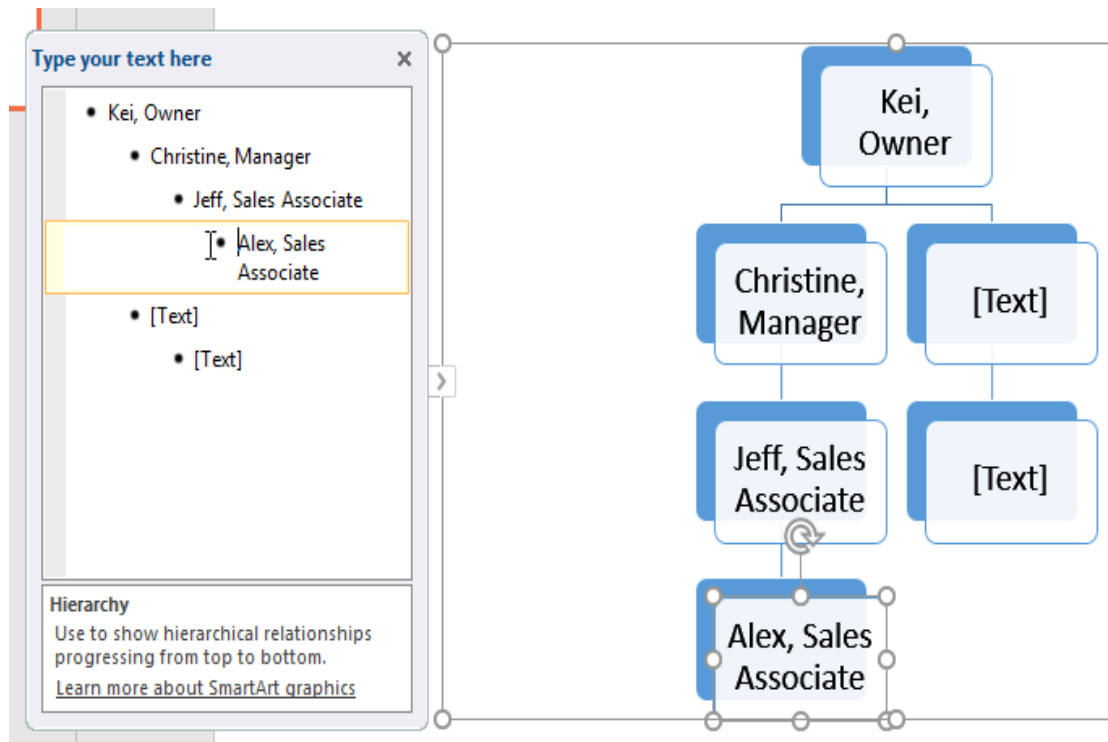 Type your text here
• Kei, Owner
• Christine, Manager
• Jeff, Sales Associate
• Alex, Sales
Associate
• [Text]
• [Text]
Hierarchy
Use to show hierarchical relationships
progressing from top to bottom.
Learn more about SmartArt graphics
Kei,
Owner
Christine,
Manager
[Text]
Jeff, Sales
Associate
[Text]
Alex, Sales
Associate